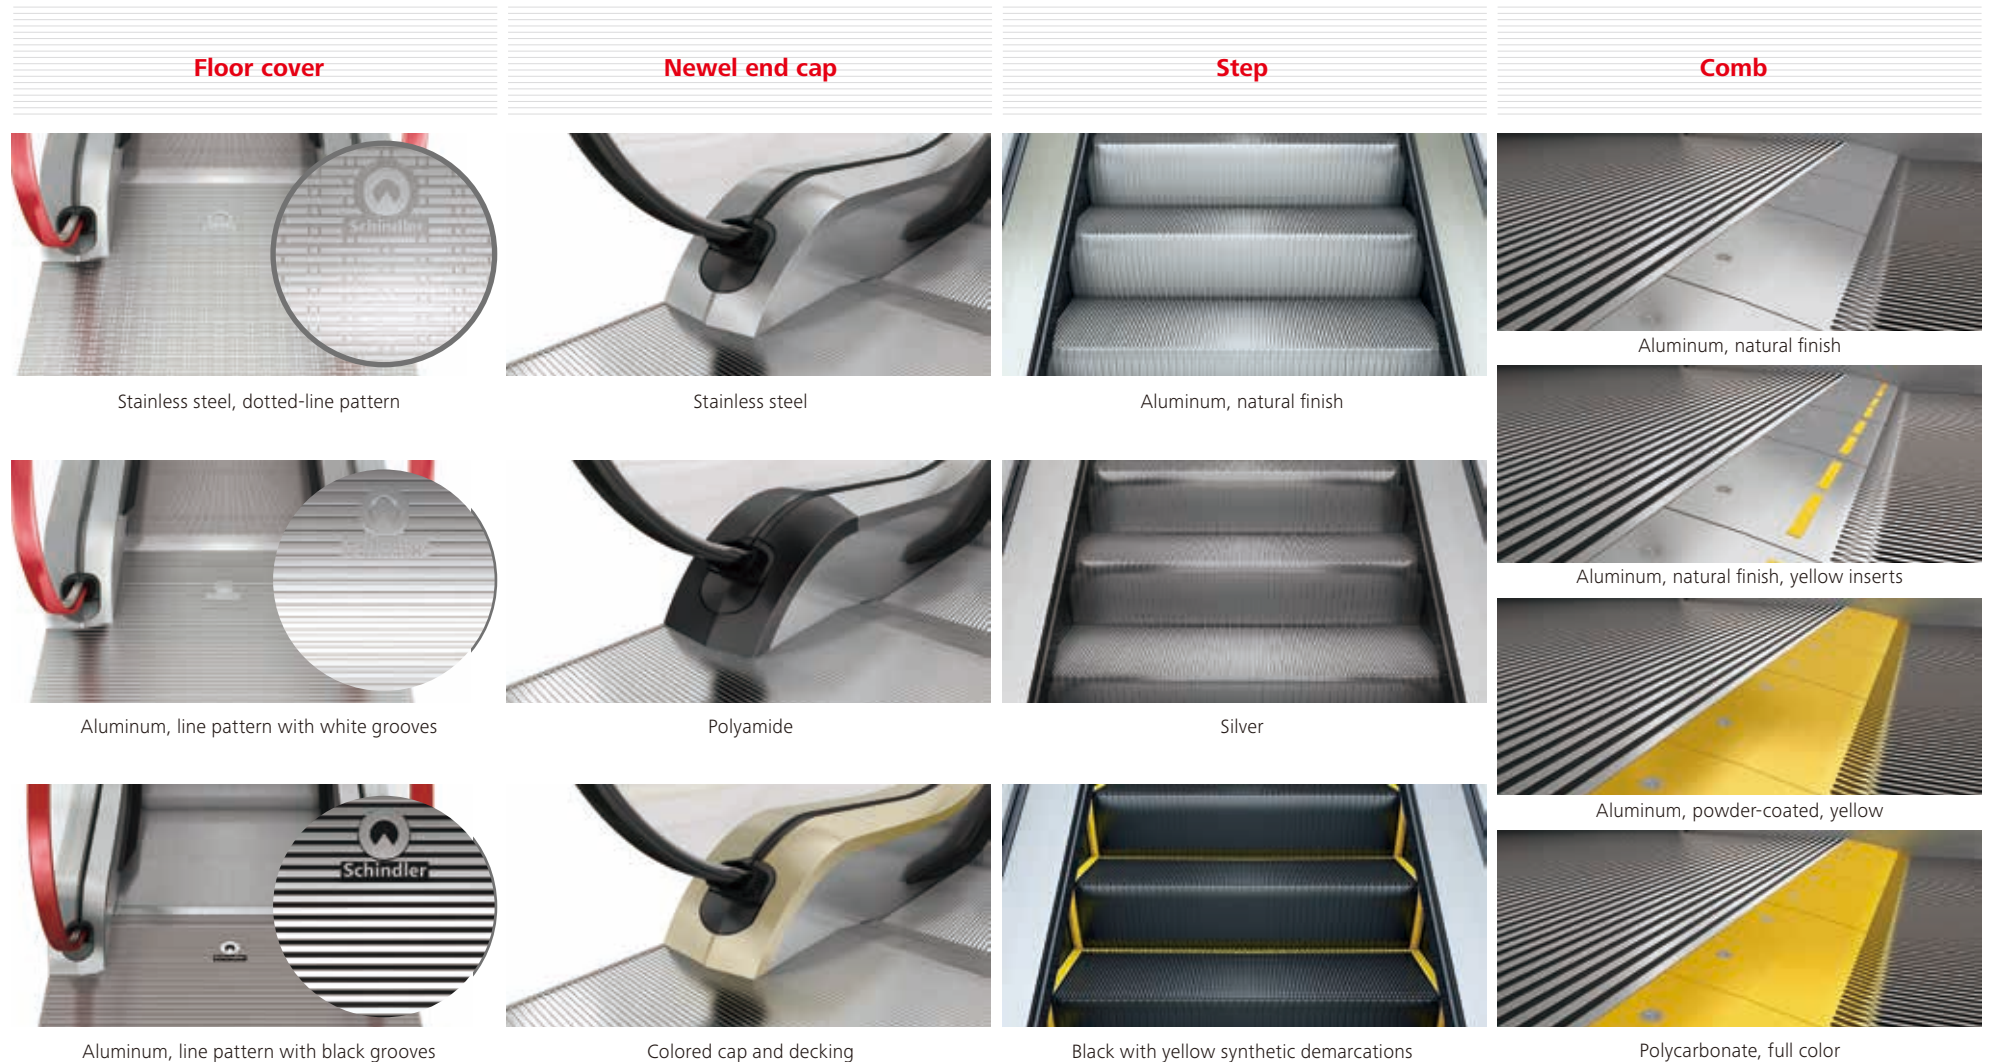 Floor cover
Newel end cap
Step
Comb
Schindler
Stainless steel, dotted-line pattern
Stainless steel
Aluminum, natural finish
Aluminum, natural finish
Aluminum, natural finish, yellow inserts
Aluminum, line pattern with white grooves
Polyamide
Silver
Aluminum, powder-coated, yellow
Schindler
Aluminum, line pattern with black grooves
Colored cap and decking
Black with yellow synthetic demarcations
Polycarbonate, full color